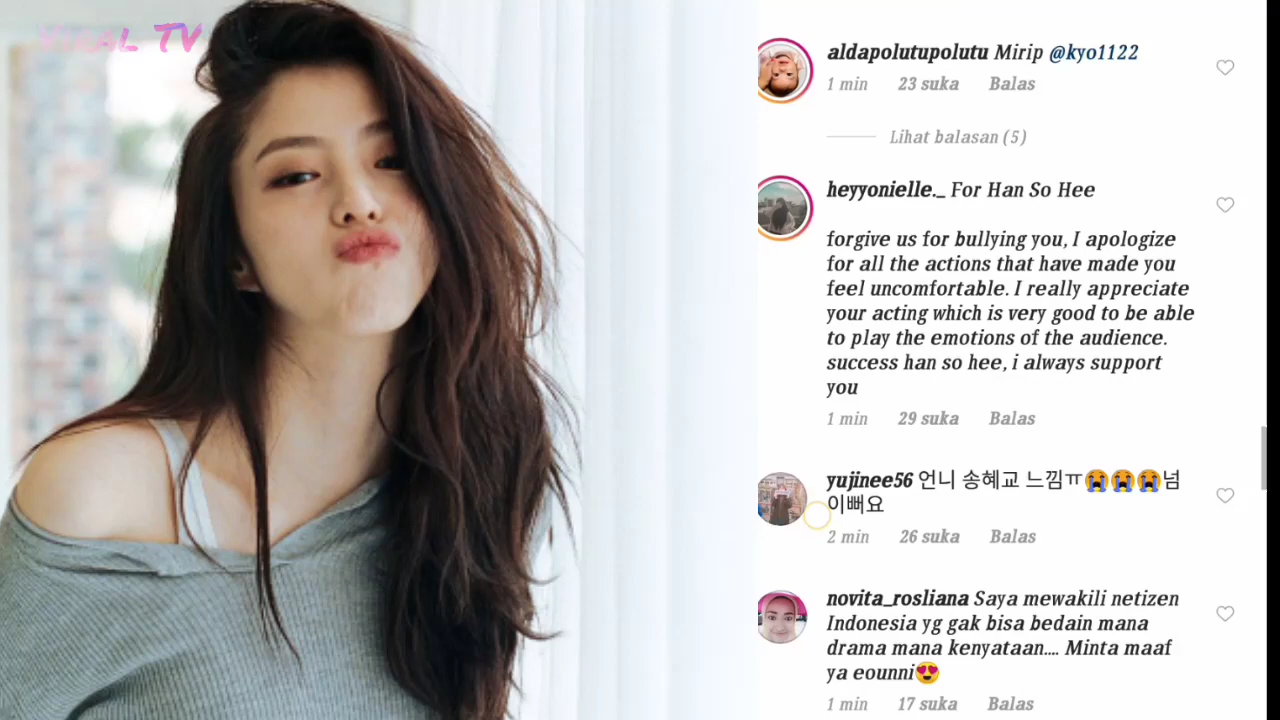 VIRAL TV
aldapolutupolutu Mirip @kyo1122
1 min 23 suka Balas
Lihat balasan (5)
heyyonielle._ For Han So Hee
forgive us for bullying you, I apologize
for all the actions that have made you
feel uncomfortable. I really appreciate
your acting which is very good to be able
to play the emotions of the audience.
success han so hee, i always support
you
1 min 29 suka Balas
yujinee56 언니 송혜교 느낌ㅠ😭😭😭넘
이뻐요
2 min 26 suka Balas
novita_rosliana Saya mewakili netizen
Indonesia yg gak bisa bedain mana
drama mana kenyataan.... Minta maaf
ya eounni😍
1 min 17 suka Balas